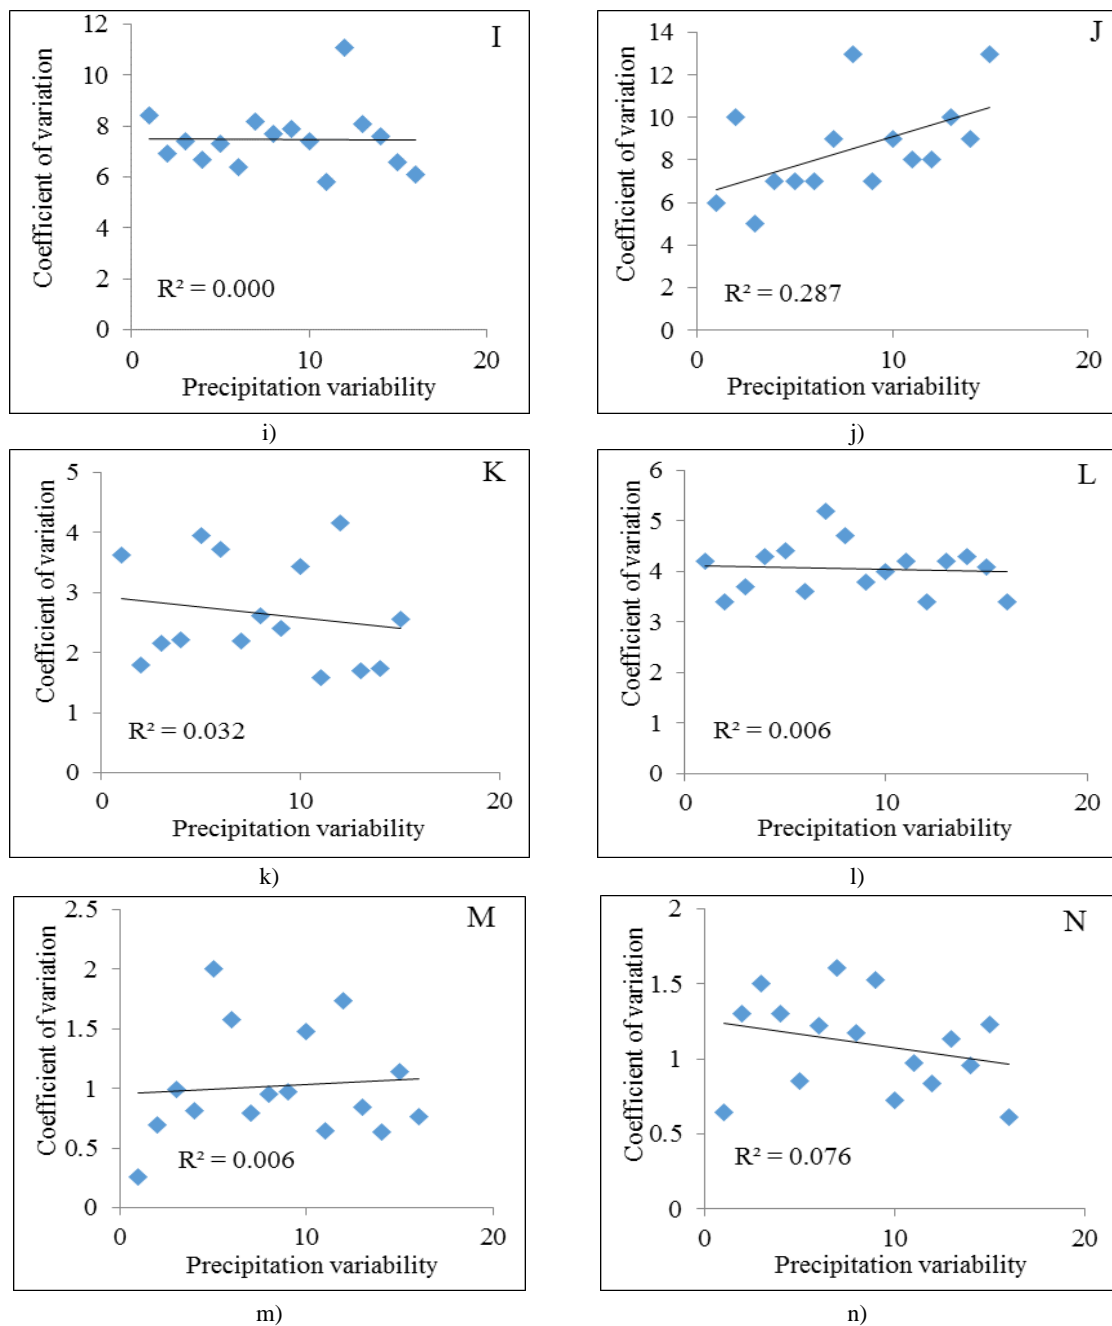 I
Coefficient of variation
12
10
8
6
4
2
0
R² = 0.000
0 10 20
Precipitation variability
i)
J
Coefficient of variation
14
12
10
8
6
4
2
0
R² = 0.287
0 10 20
Precipitation variability
j)
K
Coefficient of variation
5
4
3
2
1
0
R² = 0.032
0 10 20
Precipitation variability
k)
L
Coefficient of variation
6
5
4
3
2
1
0
R² = 0.006
0 10 20
Precipitation variability
l)
M
Coefficient of variation
2.5
2
1.5
1
0.5
0
R² = 0.006
0 10 20
Precipitation variability
m)
N
Coefficient of variation
2
1.5
1
0.5
0
R² = 0.076
0 10 20
Precipitation variability
n)